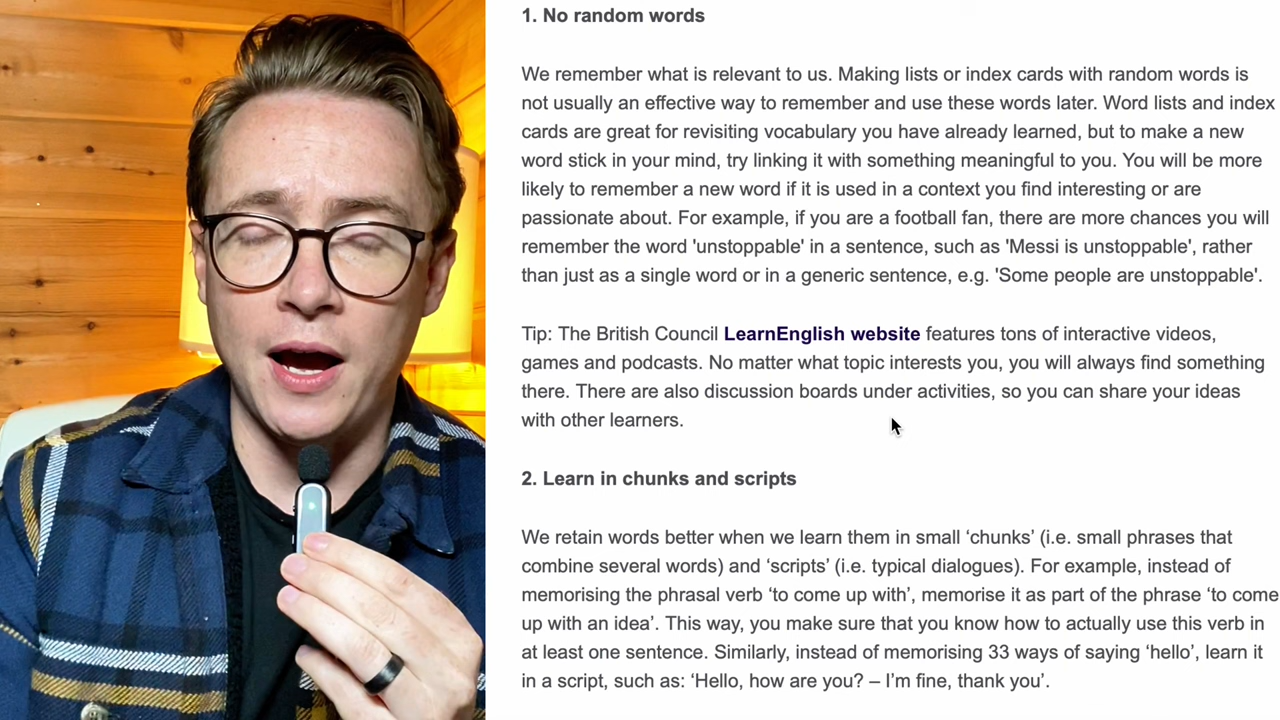 1. No random words
We remember what is relevant to us. Making lists or index cards with random words is
not usually an effective way to remember and use these words later. Word lists and index
cards are great for revisiting vocabulary you have already learned, but to make a new
word stick in your mind, try linking it with something meaningful to you. You will be more
likely to remember a new word if it is used in a context you find interesting or are
passionate about. For example, if you are a football fan, there are more chances you will
remember the word 'unstoppable' in a sentence, such as 'Messi is unstoppable', rather
than just as a single word or in a generic sentence, e.g. 'Some people are unstoppable'.
Tip: The British Council LearnEnglish website features tons of interactive videos,
games and podcasts. No matter what topic interests you, you will always find something
there. There are also discussion boards under activities, so you can share your ideas
with other learners.
2. Learn in chunks and scripts
We retain words better when we learn them in small ‘chunks’ (i.e. small phrases that
combine several words) and ‘scripts’ (i.e. typical dialogues). For example, instead of
memorising the phrasal verb ‘to come up with’, memorise it as part of the phrase ‘to come
up with an idea’. This way, you make sure that you know how to actually use this verb in
at least one sentence. Similarly, instead of memorising 33 ways of saying ‘hello’, learn it
in a script, such as: ‘Hello, how are you? – I’m fine, thank you’.